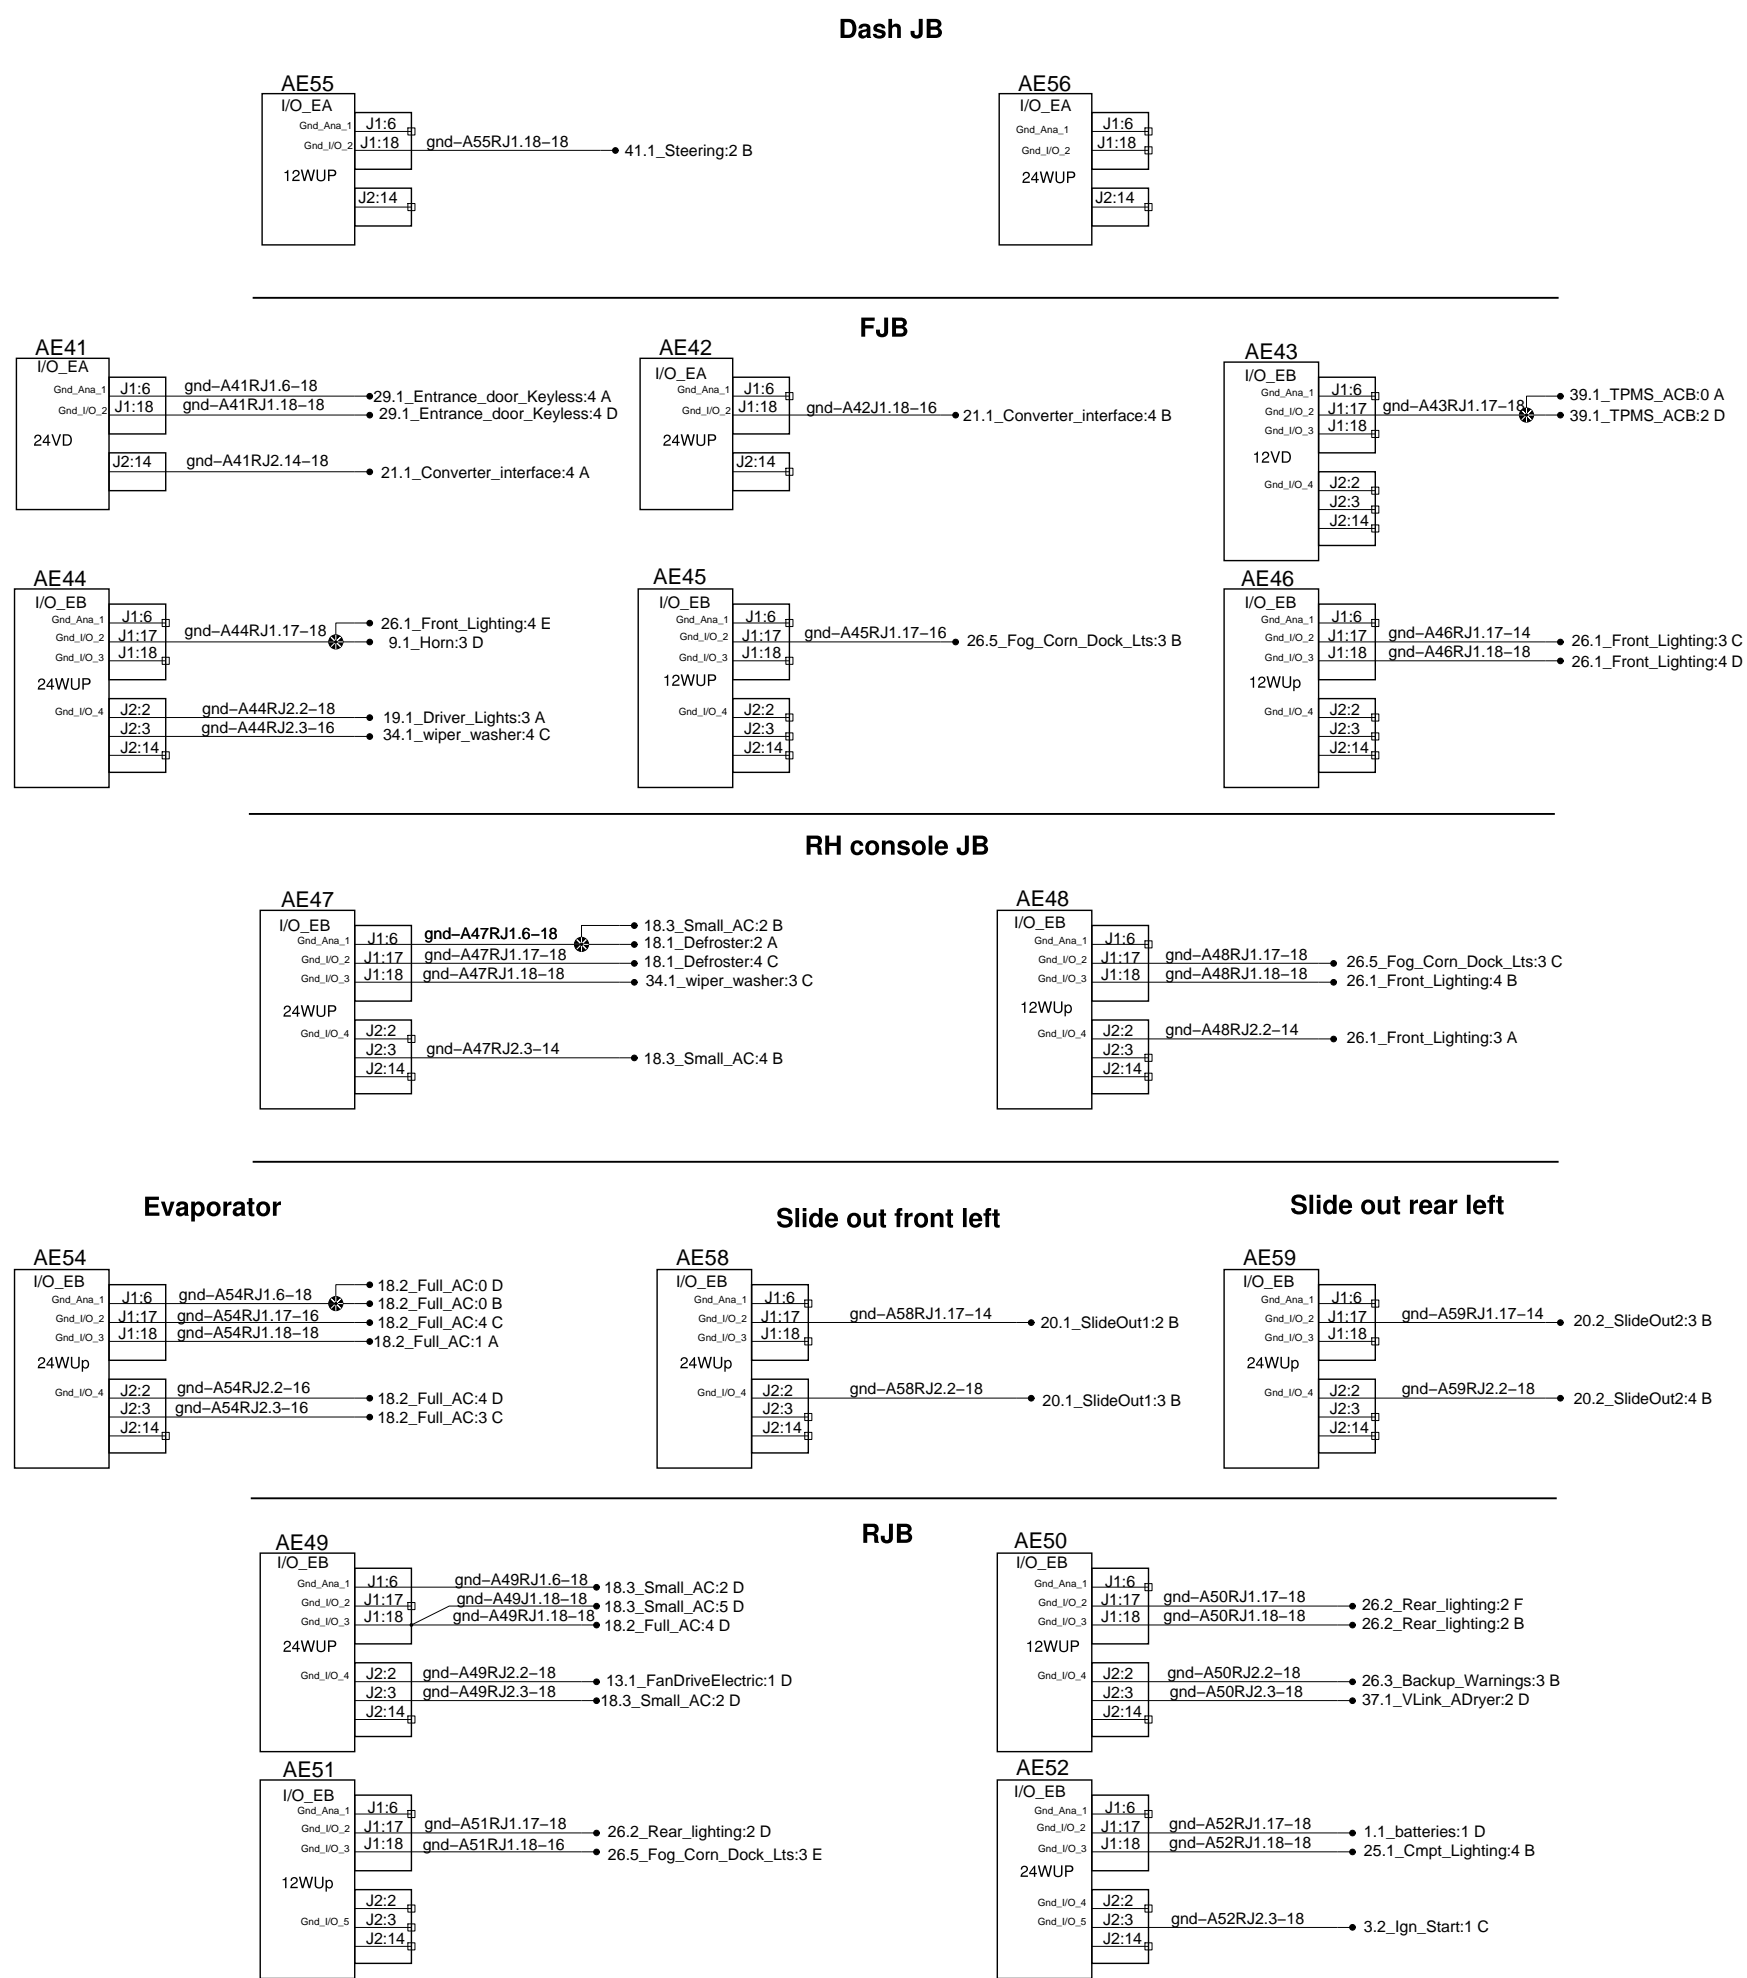 Dash JB
AE55
I/O_EA
Gnd_Ana_1 J1:6
Gnd_I/O_2 J1:18 gnd-A55RJ1.18-18 41.1_Steering:2 B
12WUP
J2:14
AE56
I/O_EA
Gnd_Ana_1 J1:6
Gnd_I/O_2 J1:18
24WUP
J2:14
FJB
AE41
I/O_EA
Gnd_Ana_1 J1:6 gnd-A41RJ1.6-18 29.1_Entrance_door_Keyless:4 A
Gnd_I/O_2 J1:18 gnd-A41RJ1.18-18 29.1_Entrance_door_Keyless:4 D
24VD
J2:14 gnd-A41RJ2.14-18 21.1_Converter_interface:4 A
AE42
I/O_EA
Gnd_Ana_1 J1:6
Gnd_I/O_2 J1:18 gnd-A42J1.18-16 21.1_Converter_interface:4 B
24WUP
J2:14
AE43
I/O_EB
Gnd_Ana_1 J1:6 39.1_TPMS_ACB:0 A
Gnd_I/O_2 J1:17 gnd-A43RJ1.17-18 39.1_TPMS_ACB:2 D
Gnd_I/O_3 J1:18
12VD
Gnd_I/O_4 J2:2
J2:3
J2:14
AE44
I/O_EB
Gnd_Ana_1 J1:6 26.1_Front_Lighting:4 E
Gnd_I/O_2 J1:17 gnd-A44RJ1.17-18 9.1_Horn:3 D
Gnd_I/O_3 J1:18
24WUP
Gnd_I/O_4 J2:2 gnd-A44RJ2.2-18 19.1_Driver_Lights:3 A
J2:3 gnd-A44RJ2.3-16 34.1_wiper_washer:4 C
J2:14
AE45
I/O_EB
Gnd_Ana_1 J1:6
Gnd_I/O_2 J1:17 gnd-A45RJ1.17-16 26.5_Fog_Corn_Dock_Lts:3 B
Gnd_I/O_3 J1:18
12WUP
Gnd_I/O_4 J2:2
J2:3
J2:14
AE46
I/O_EB
Gnd_Ana_1 J1:6
Gnd_I/O_2 J1:17 gnd-A46RJ1.17-14 26.1_Front_Lighting:3 C
Gnd_I/O_3 J1:18 gnd-A46RJ1.18-18 26.1_Front_Lighting:4 D
12WUp
Gnd_I/O_4 J2:2
J2:3
J2:14
RH console JB
AE47
I/O_EB
18.3_Small_AC:2 B
Gnd_Ana_1 J1:6 gnd-A47RJ1.6-18 18.1_Defroster:2 A
Gnd_I/O_2 J1:17 gnd-A47RJ1.17-18 18.1_Defroster:4 C
Gnd_I/O_3 J1:18 gnd-A47RJ1.18-18 34.1_wiper_washer:3 C
24WUP
Gnd_I/O_4 J2:2
J2:3 gnd-A47RJ2.3-14 18.3_Small_AC:4 B
J2:14
AE48
I/O_EB
Gnd_Ana_1 J1:6
Gnd_I/O_2 J1:17 gnd-A48RJ1.17-18 26.5_Fog_Corn_Dock_Lts:3 C
Gnd_I/O_3 J1:18 gnd-A48RJ1.18-18 26.1_Front_Lighting:4 B
12WUp
Gnd_I/O_4 J2:2 gnd-A48RJ2.2-14 26.1_Front_Lighting:3 A
J2:3
J2:14
Evaporator
AE54
I/O_EB
18.2_Full_AC:0 D
Gnd_Ana_1 J1:6 gnd-A54RJ1.6-18 18.2_Full_AC:0 B
Gnd_I/O_2 J1:17 gnd-A54RJ1.17-16 18.2_Full_AC:4 C
Gnd_I/O_3 J1:18 gnd-A54RJ1.18-18 18.2_Full_AC:1 A
24WUp
Gnd_I/O_4 J2:2 gnd-A54RJ2.2-16 18.2_Full_AC:4 D
J2:3 gnd-A54RJ2.3-16 18.2_Full_AC:3 C
J2:14
Slide out front left
AE58
I/O_EB
Gnd_Ana_1 J1:6
Gnd_I/O_2 J1:17 gnd-A58RJ1.17-14 20.1_SlideOut1:2 B
Gnd_I/O_3 J1:18
24WUp
Gnd_I/O_4 J2:2 gnd-A58RJ2.2-18 20.1_SlideOut1:3 B
J2:3
J2:14
Slide out rear left
AE59
I/O_EB
Gnd_Ana_1 J1:6
Gnd_I/O_2 J1:17 gnd-A59RJ1.17-14 20.2_SlideOut2:3 B
Gnd_I/O_3 J1:18
24WUp
Gnd_I/O_4 J2:2 gnd-A59RJ2.2-18 20.2_SlideOut2:4 B
J2:3
J2:14
RJB
AE49
I/O_EB
Gnd_Ana_1 J1:6 gnd-A49RJ1.6-18 18.3_Small_AC:2 D
Gnd_I/O_2 J1:17 gnd-A49J1.18-18 18.3_Small_AC:5 D
Gnd_I/O_3 J1:18 gnd-A49RJ1.18-18 18.2_Full_AC:4 D
24WUP
Gnd_I/O_4 J2:2 gnd-A49RJ2.2-18 13.1_FanDriveElectric:1 D
J2:3 gnd-A49RJ2.3-18 18.3_Small_AC:2 D
J2:14
AE50
I/O_EB
Gnd_Ana_1 J1:6
Gnd_I/O_2 J1:17 gnd-A50RJ1.17-18 26.2_Rear_lighting:2 F
Gnd_I/O_3 J1:18 gnd-A50RJ1.18-18 26.2_Rear_lighting:2 B
12WUP
Gnd_I/O_4 J2:2 gnd-A50RJ2.2-18 26.3_Backup_Warnings:3 B
J2:3 gnd-A50RJ2.3-18 37.1_VLink_ADryer:2 D
J2:14
AE51
I/O_EB
Gnd_Ana_1 J1:6
Gnd_I/O_2 J1:17 gnd-A51RJ1.17-18 26.2_Rear_lighting:2 D
Gnd_I/O_3 J1:18 gnd-A51RJ1.18-16 26.5_Fog_Corn_Dock_Lts:3 E
12WUp
J2:2
Gnd_I/O_5 J2:3
J2:14
AE52
I/O_EB
Gnd_Ana_1 J1:6
Gnd_I/O_2 J1:17 gnd-A52RJ1.17-18 1.1_batteries:1 D
Gnd_I/O_3 J1:18 gnd-A52RJ1.18-18 25.1_Cmpt_Lighting:4 B
24WUP
Gnd_I/O_4 J2:2
Gnd_I/O_5 J2:3 gnd-A52RJ2.3-18 3.2_Ign_Start:1 C
J2:14